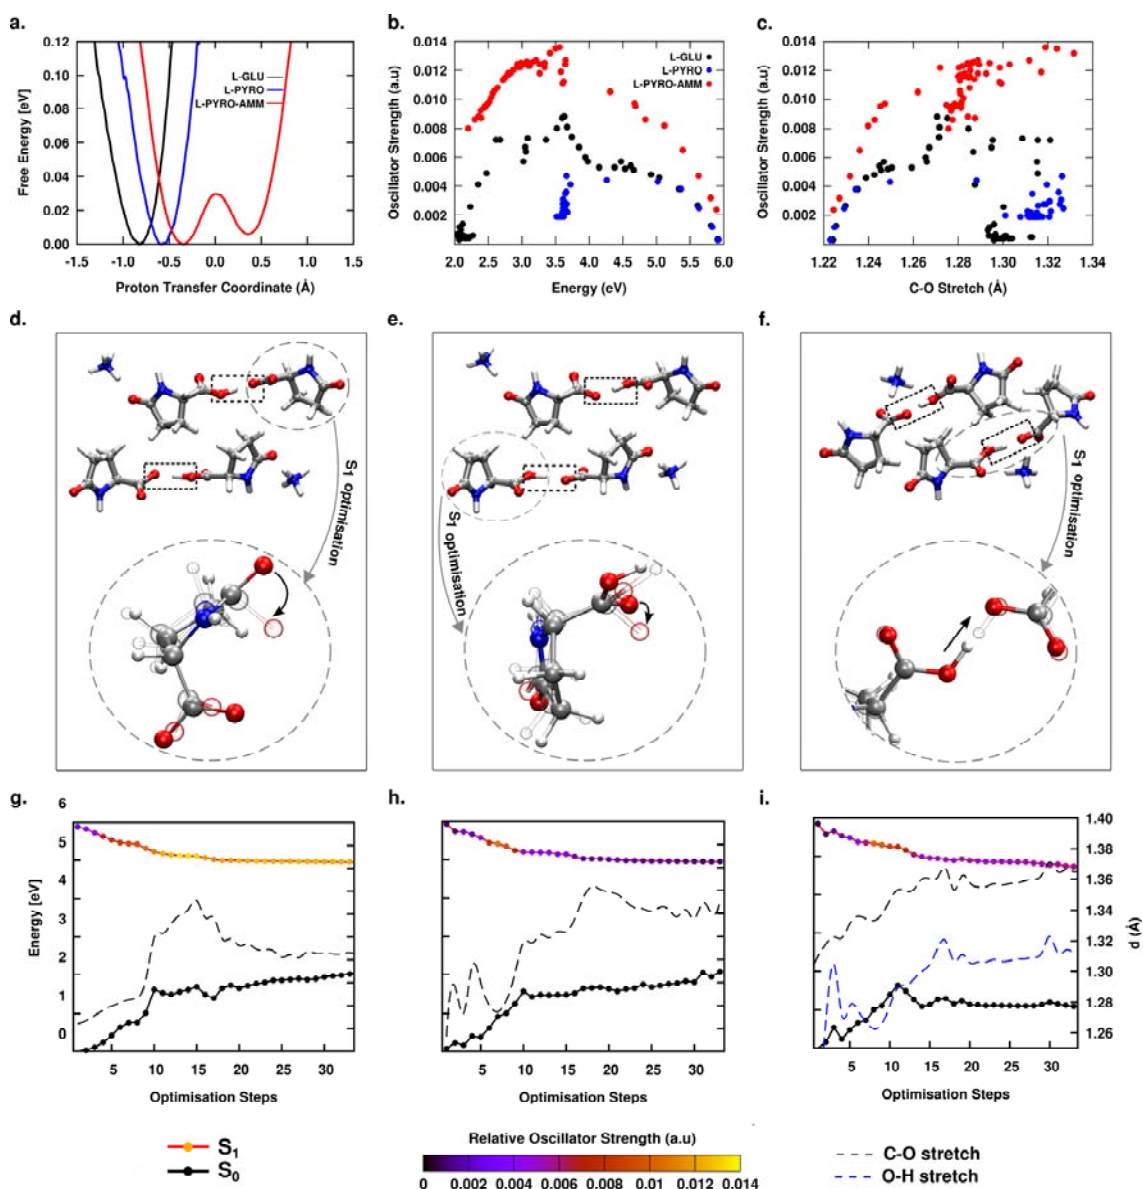 a.
0.12
0.10
0.08
0.06
0.04
0.02
0.00
Free Energy [eV]
L-GLU
L-PYRO
L-PYRO-AMM
-1.5 -1.0 -0.5 0.0 0.5 1.0 1.5
Proton Transfer Coordinate (Å)
b.
0.014
0.012
0.010
0.008
0.006
0.004
0.002
Oscillator Strength (a.u)
L-GLU
L-PYRO
L-PYRO-AMM
2.0 2.5 3.0 3.5 4.0 4.5 5.0 5.5 6.0
Energy (eV)
c.
0.014
0.012
0.010
0.008
0.006
0.004
0.002
Oscillator Strength (a.u)
1.22 1.24 1.26 1.28 1.30 1.32 1.34
C-O Stretch (Å)
d.
S1 optimisation
e.
S1 optimisation
f.
S1 optimisation
g.
6
5
4
3
2
1
0
Energy [eV]
5 10 15 20 25 30
Optimisation Steps
h.
5 10 15 20 25 30
Optimisation Steps
i.
1.40
1.38
1.36
1.34
1.32
1.30
1.28
1.26
d (Å)
5 10 15 20 25 30
Optimisation Steps
S1
S0
Relative Oscillator Strength (a.u)
0 0.002 0.004 0.006 0.008 0.010 0.012 0.014
C-O stretch
O-H stretch